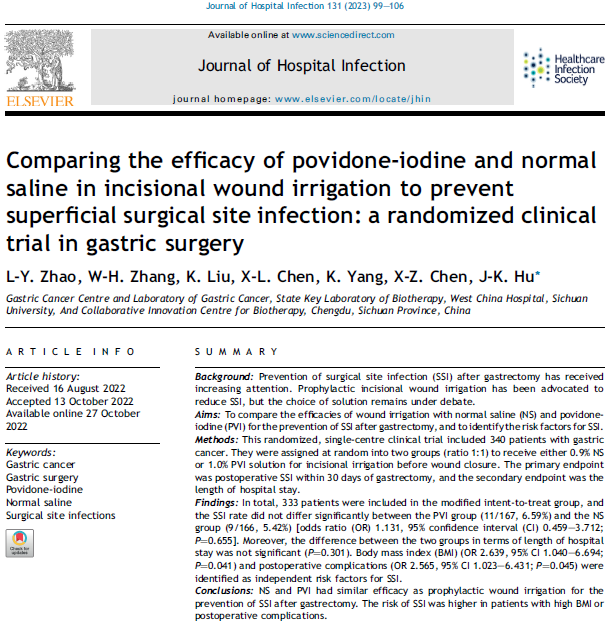 Journal of Hospital Infection 131 (2023) 99–106
Available online at www.sciencedirect.com
Journal of Hospital Infection
journal homepage: www.elsevier.com/locate/jhin
ELSEVIER
Healthcare
Infection
Society
Comparing the efficacy of povidone-iodine and normal
saline in incisional wound irrigation to prevent
superficial surgical site infection: a randomized clinical
trial in gastric surgery
L-Y. Zhao, W-H. Zhang, K. Liu, X-L. Chen, K. Yang, X-Z. Chen, J-K. Hu*
Gastric Cancer Centre and Laboratory of Gastric Cancer, State Key Laboratory of Biotherapy, West China Hospital, Sichuan
University, And Collaborative Innovation Centre for Biotherapy, Chengdu, Sichuan Province, China
ARTICLE INFO
Article history:
Received 16 August 2022
Accepted 13 October 2022
Available online 27 October
2022
Keywords:
Gastric cancer
Gastric surgery
Povidone-iodine
Normal saline
Surgical site infections
Check for
updates
SUMMARY
Background: Prevention of surgical site infection (SSI) after gastrectomy has received
increasing attention. Prophylactic incisional wound irrigation has been advocated to
reduce SSI, but the choice of solution remains under debate.
Aims: To compare the efficacies of wound irrigation with normal saline (NS) and povidone-
iodine (PVI) for the prevention of SSI after gastrectomy, and to identify the risk factors for SSI.
Methods: This randomized, single-centre clinical trial included 340 patients with gastric
cancer. They were assigned at random into two groups (ratio 1:1) to receive either 0.9% NS
or 1.0% PVI solution for incisional irrigation before wound closure. The primary endpoint
was postoperative SSI within 30 days of gastrectomy, and the secondary endpoint was the
length of hospital stay.
Findings: In total, 333 patients were included in the modified intent-to-treat group, and
the SSI rate did not differ significantly between the PVI group (11/167, 6.59%) and the NS
group (9/166, 5.42%) [odds ratio (OR) 1.131, 95% confidence interval (CI) 0.459–3.712;
P=0.655]. Moreover, the difference between the two groups in terms of length of hospital
stay was not significant (P=0.301). Body mass index (BMI) (OR 2.639, 95% CI 1.040–6.694;
P=0.041) and postoperative complications (OR 2.565, 95% CI 1.023–6.431; P=0.045) were
identified as independent risk factors for SSI.
Conclusions: NS and PVI had similar efficacy as prophylactic wound irrigation for the
prevention of SSI after gastrectomy. The risk of SSI was higher in patients with high BMI or
postoperative complications.